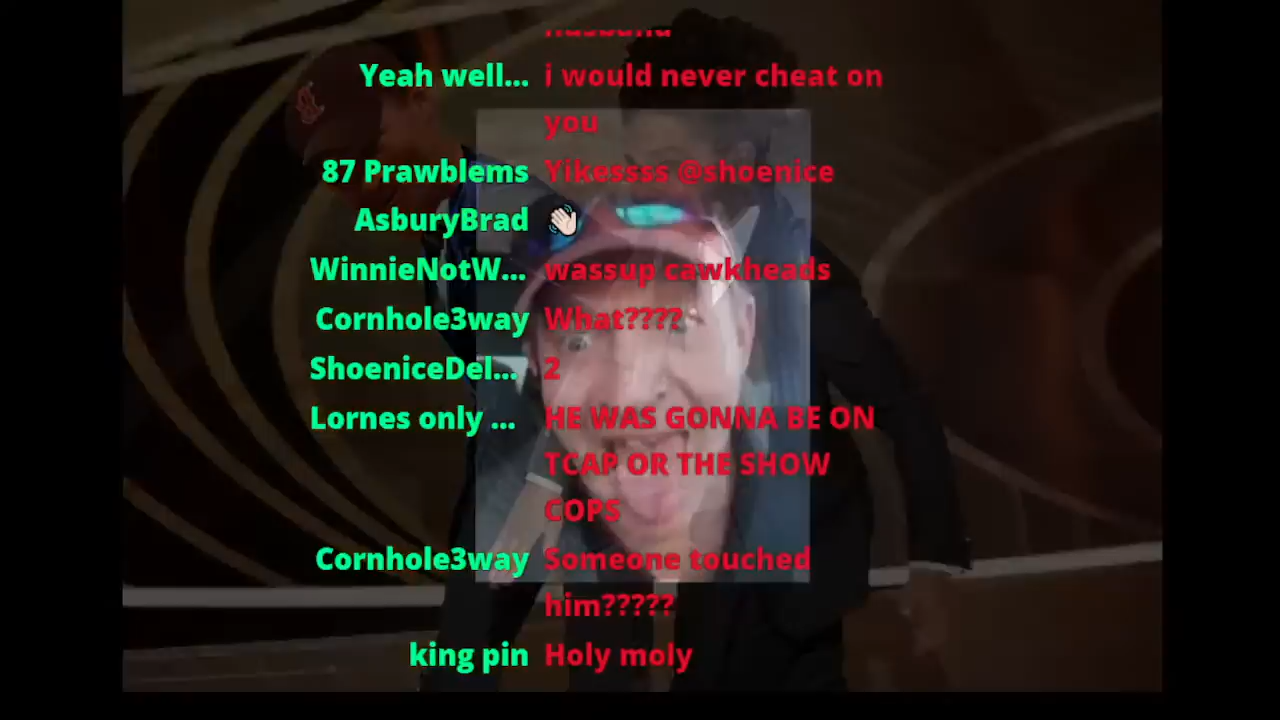 husband
Yeah well... i would never cheat on
you
87 Prawblems Yikessss @shoenice
AsburyBrad 👋🏻
WinnieNotW... wassup cawkheads
Cornhole3way What????
ShoeniceDel... 2
Lornes only ... HE WAS GONNA BE ON
TCAP OR THE SHOW
COPS
Cornhole3way Someone touched
him?????
king pin Holy moly